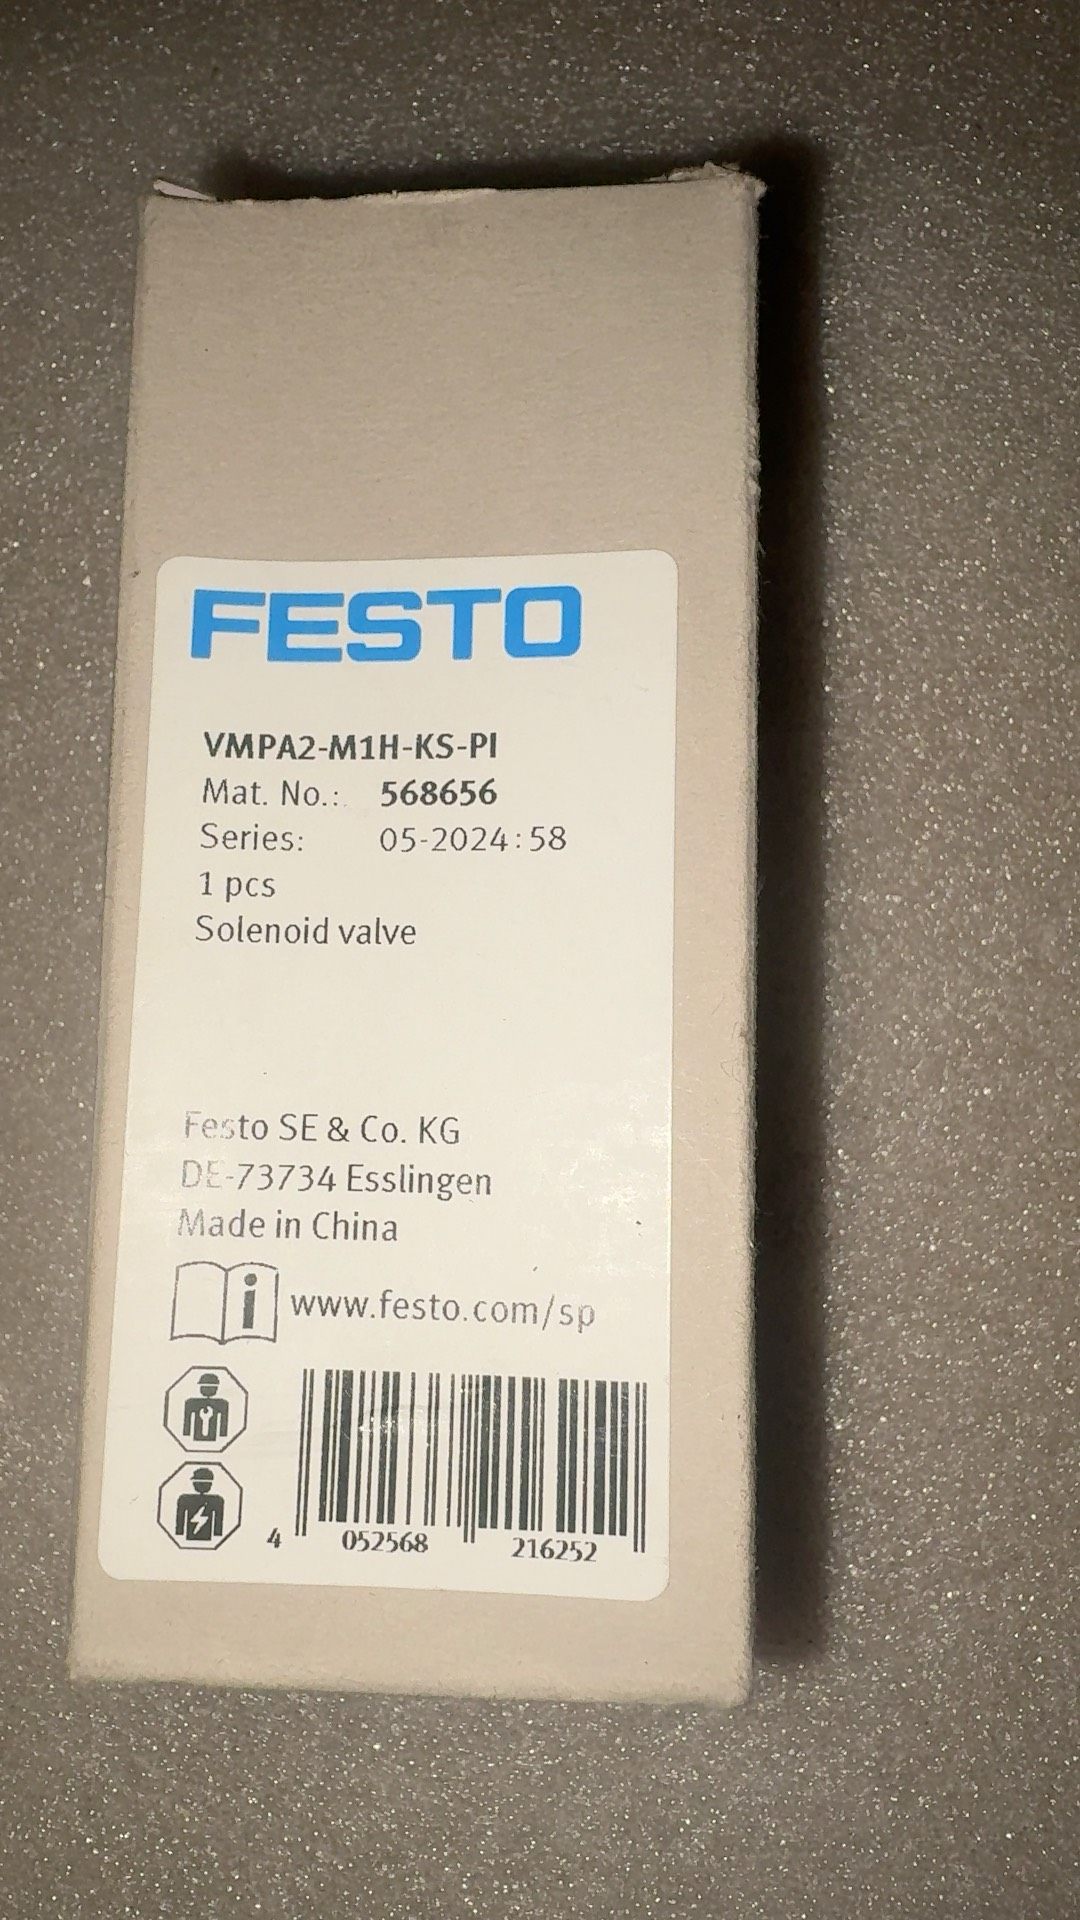 FESTO
VMPA2-M1H-KS-PI
Mat. No.: 568656
Series: 05-2024:58
1 pcs
Solenoid valve
Festo SE & Co. KG
DE-73734 Esslingen
Made in China
i www.festo.com/sp
4 052568 216252